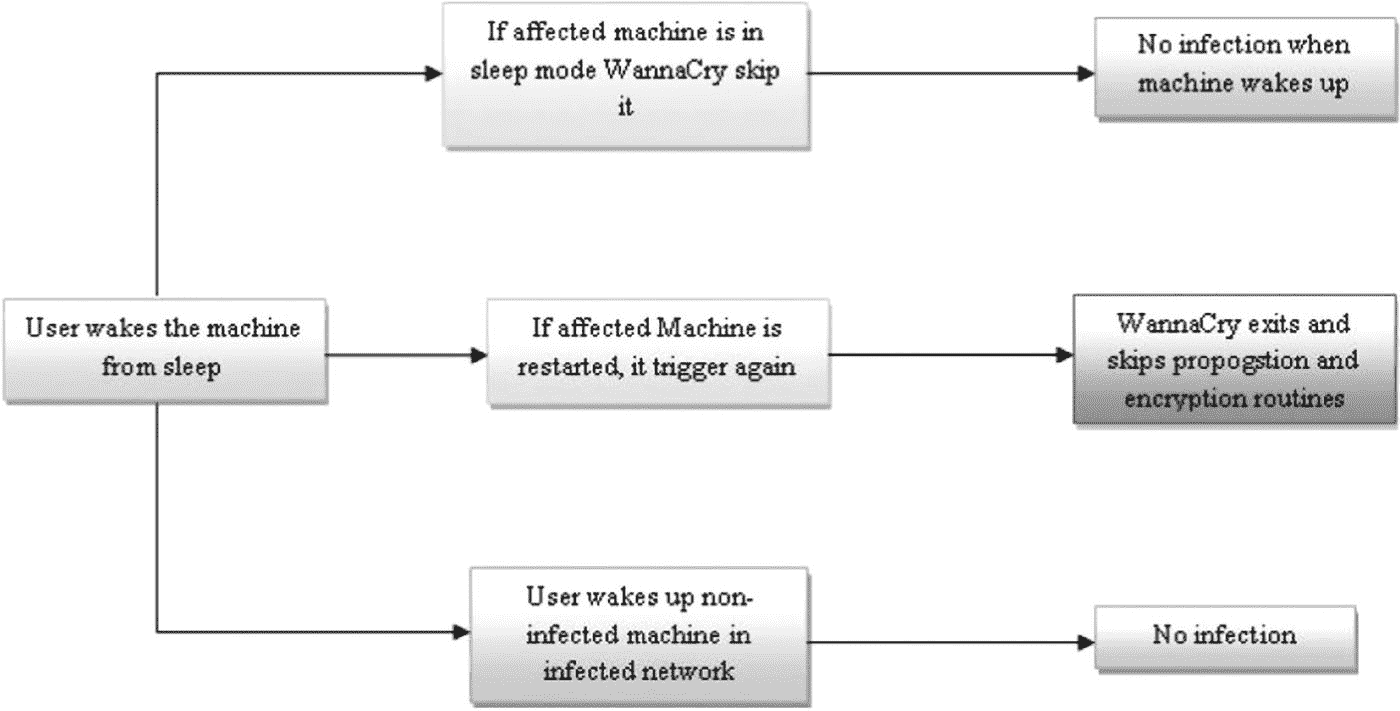 If affected machine is in
sleep mode WannaCry skip
it
No infection when
machine wakes up
User wakes the machine
from sleep
If affected Machine is
restarted, it trigger again
WannaCry exits and
skips propogstion and
encryption routines
User wakes up non-
infected machine in
infected network
No infection